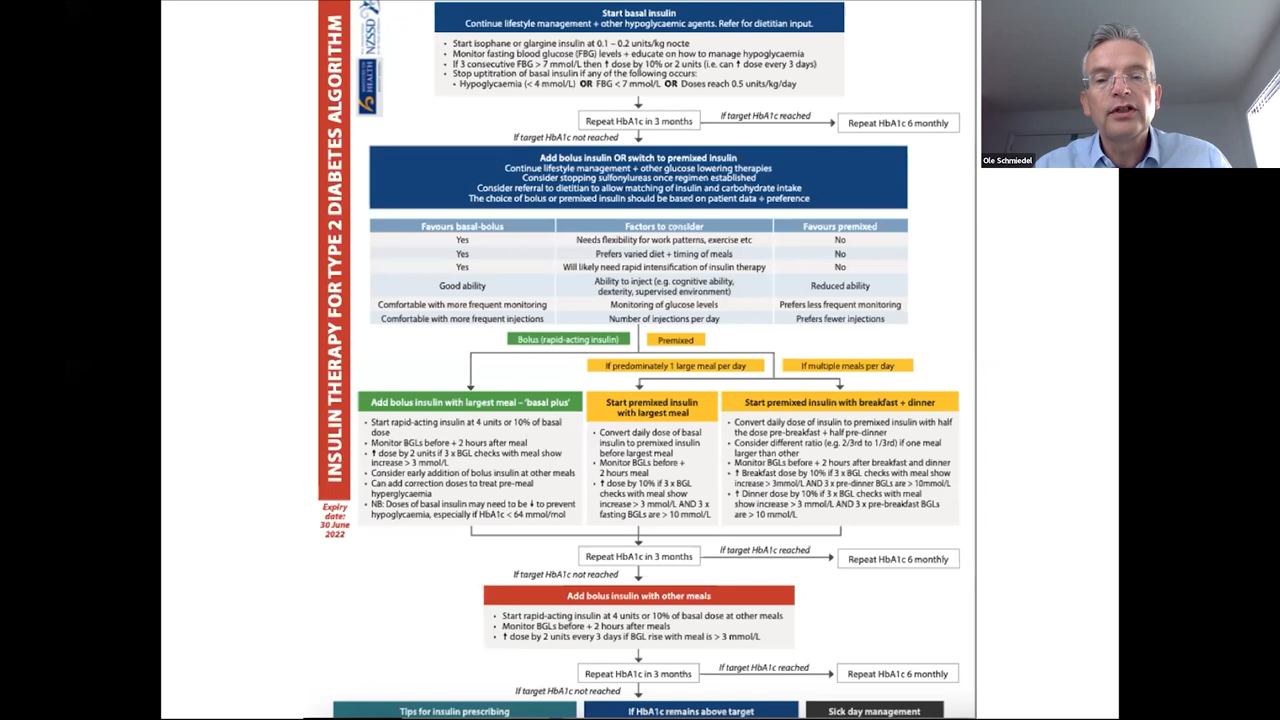 INSULIN THERAPY FOR TYPE 2 DIABETES ALGORITHM
Expiry
date:
30 June
2022
NZSSD
HEALTH
Start basal insulin
Continue lifestyle management + other hypoglycaemic agents. Refer for dietitian input.
• Start isophane or glargine insulin at 0.1 – 0.2 units/kg nocte
• Monitor fasting blood glucose (FBG) levels + educate on how to manage hypoglycaemia
• If 3 consecutive FBG > 7 mmol/L then ↑ dose by 10% or 2 units (i.e. can ↑ dose every 3 days)
• Stop uptitration of basal insulin if any of the following occurs:
• Hypoglycaemia (< 4 mmol/L) OR FBG < 7 mmol/L OR Doses reach 0.5 units/kg/day
Repeat HbA1c in 3 months
If target HbA1c reached
Repeat HbA1c 6 monthly
If target HbA1c not reached
Add bolus insulin OR switch to premixed insulin
Continue lifestyle management + other glucose lowering therapies
Consider stopping sulfonylureas once regimen established
Consider referral to dietitian to allow matching of insulin and carbohydrate intake
The choice of bolus or premixed insulin should be based on patient data + preference
Favours basal-bolus Factors to consider Favours premixed
Yes Needs flexibility for work patterns, exercise etc No
Yes Prefers varied diet + timing of meals No
Yes Will likely need rapid intensification of insulin therapy No
Good ability Ability to inject (e.g. cognitive ability, Reduced ability
dexterity, supervised environment)
Comfortable with more frequent monitoring Monitoring of glucose levels Prefers less frequent monitoring
Comfortable with more frequent injections Number of injections per day Prefers fewer injections
Bolus (rapid-acting insulin)
Premixed
If predominately 1 large meal per day
If multiple meals per day
Add bolus insulin with largest meal – 'basal plus'
• Start rapid-acting insulin at 4 units or 10% of basal
dose
• Monitor BGLs before + 2 hours after meal
• ↑ dose by 2 units if 3 x BGL checks with meal show
increase > 3 mmol/L
• Consider early addition of bolus insulin at other meals
• Can add correction doses to treat pre-meal
hyperglycaemia
• NB: Doses of basal insulin may need to be ↓ to prevent
hypoglycaemia, especially if HbA1c < 64 mmol/mol
Start premixed insulin
with largest meal
• Convert daily dose of basal
insulin to premixed insulin
before largest meal
• Monitor BGLs before +
2 hours meal
• ↑ dose by 10% if 3 x BGL
checks with meal show
increase > 3 mmol/L AND 3 x
fasting BGLs are > 10 mmol/L
Start premixed insulin with breakfast + dinner
• Convert daily dose of insulin to premixed insulin with half
the dose pre-breakfast + half pre-dinner
• Consider different ratio (e.g. 2/3rd to 1/3rd) if one meal
larger than other
• Monitor BGLs before + 2 hours after breakfast and dinner
• ↑ Breakfast dose by 10% if 3 x BGL checks with meal show
increase > 3mmol/L AND 3 x pre-dinner BGLs are > 10mmol/L
• ↑ Dinner dose by 10% if 3 x BGL checks with meal
show increase > 3 mmol/L AND 3 x pre-breakfast BGLs
are > 10 mmol/L
Repeat HbA1c in 3 months
If target HbA1c reached
Repeat HbA1c 6 monthly
If target HbA1c not reached
Add bolus insulin with other meals
• Start rapid-acting insulin at 4 units or 10% of basal dose at other meals
• Monitor BGLs before + 2 hours after meals
• ↑ dose by 2 units every 3 days if BGL rise with meal is > 3 mmol/L
Repeat HbA1c in 3 months
If target HbA1c reached
Repeat HbA1c 6 monthly
If target HbA1c not reached
Tips for insulin prescribing
If HbA1c remains above target
Sick day management
Ole Schmiedel